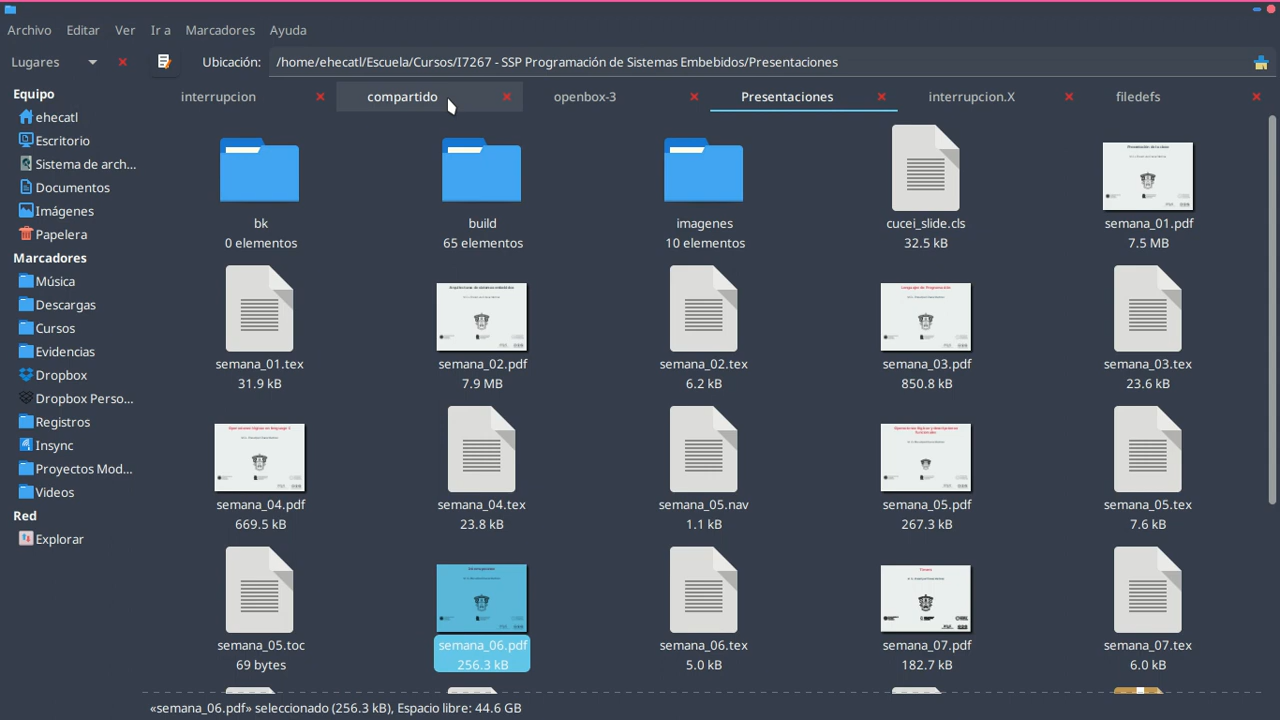 Archivo Editar Ver Ir a Marcadores Ayuda
Lugares Ubicación: /home/ehecatl/Escuela/Cursos/I7267 - SSP Programación de Sistemas Embebidos/Presentaciones
interrupcion compartido openbox-3 Presentaciones interrupcion.X filedefs
Equipo
ehecatl
Escritorio
Sistema de arch...
Documentos
Imágenes
Papelera
Marcadores
Música
Descargas
Cursos
Evidencias
Dropbox
Dropbox Perso...
Registros
Insync
Proyectos Mod...
Videos
Red
Explorar
bk build imagenes cucei_slide.cls semana_01.pdf
0 elementos 65 elementos 10 elementos 32.5 kB 7.5 MB
semana_01.tex semana_02.pdf semana_02.tex semana_03.pdf semana_03.tex
31.9 kB 7.9 MB 6.2 kB 850.8 kB 23.6 kB
semana_04.pdf semana_04.tex semana_05.nav semana_05.pdf semana_05.tex
669.5 kB 23.8 kB 1.1 kB 267.3 kB 7.6 kB
semana_05.toc semana_06.pdf semana_06.tex semana_07.pdf semana_07.tex
69 bytes 256.3 kB 5.0 kB 182.7 kB 6.0 kB
«semana_06.pdf» seleccionado (256.3 kB), Espacio libre: 44.6 GB